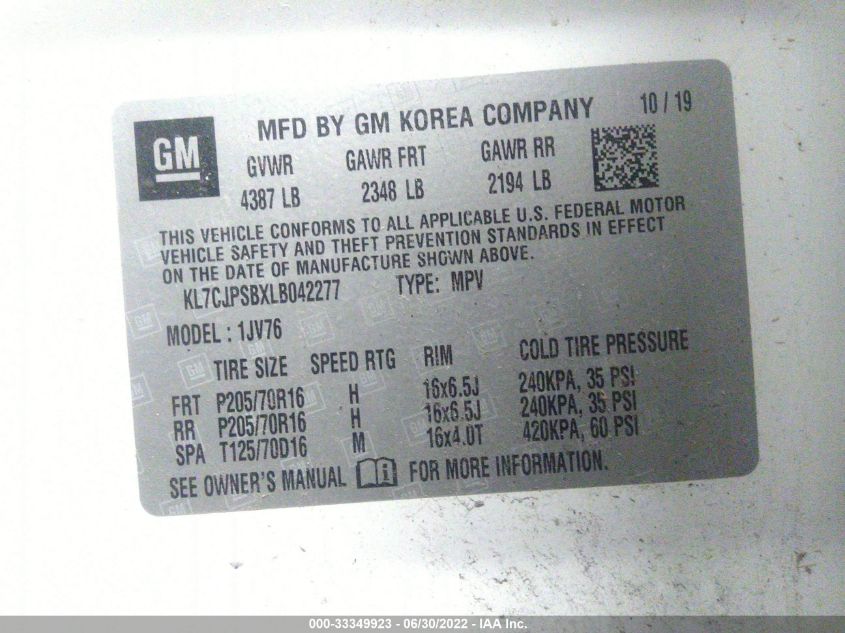 GM
MFD BY GM KOREA COMPANY 10 / 19
GVWR GAWR FRT GAWR RR
4387 LB 2348 LB 2194 LB
THIS VEHICLE CONFORMS TO ALL APPLICABLE U.S. FEDERAL MOTOR
VEHICLE SAFETY AND THEFT PREVENTION STANDARDS IN EFFECT
ON THE DATE OF MANUFACTURE SHOWN ABOVE.
KL7CJPSBXLB042277 TYPE: MPV
MODEL : 1JV76
TIRE SIZE SPEED RTG RIM COLD TIRE PRESSURE
FRT P205/70R16 H 16x6.5J 240KPA, 35 PSI
RR P205/70R16 H 16x6.5J 240KPA, 35 PSI
SPA T125/70D16 M 16x4.0T 420KPA, 60 PSI
SEE OWNER'S MANUAL i FOR MORE INFORMATION.
000-33349923 - 06/30/2022 - © IAA Inc.